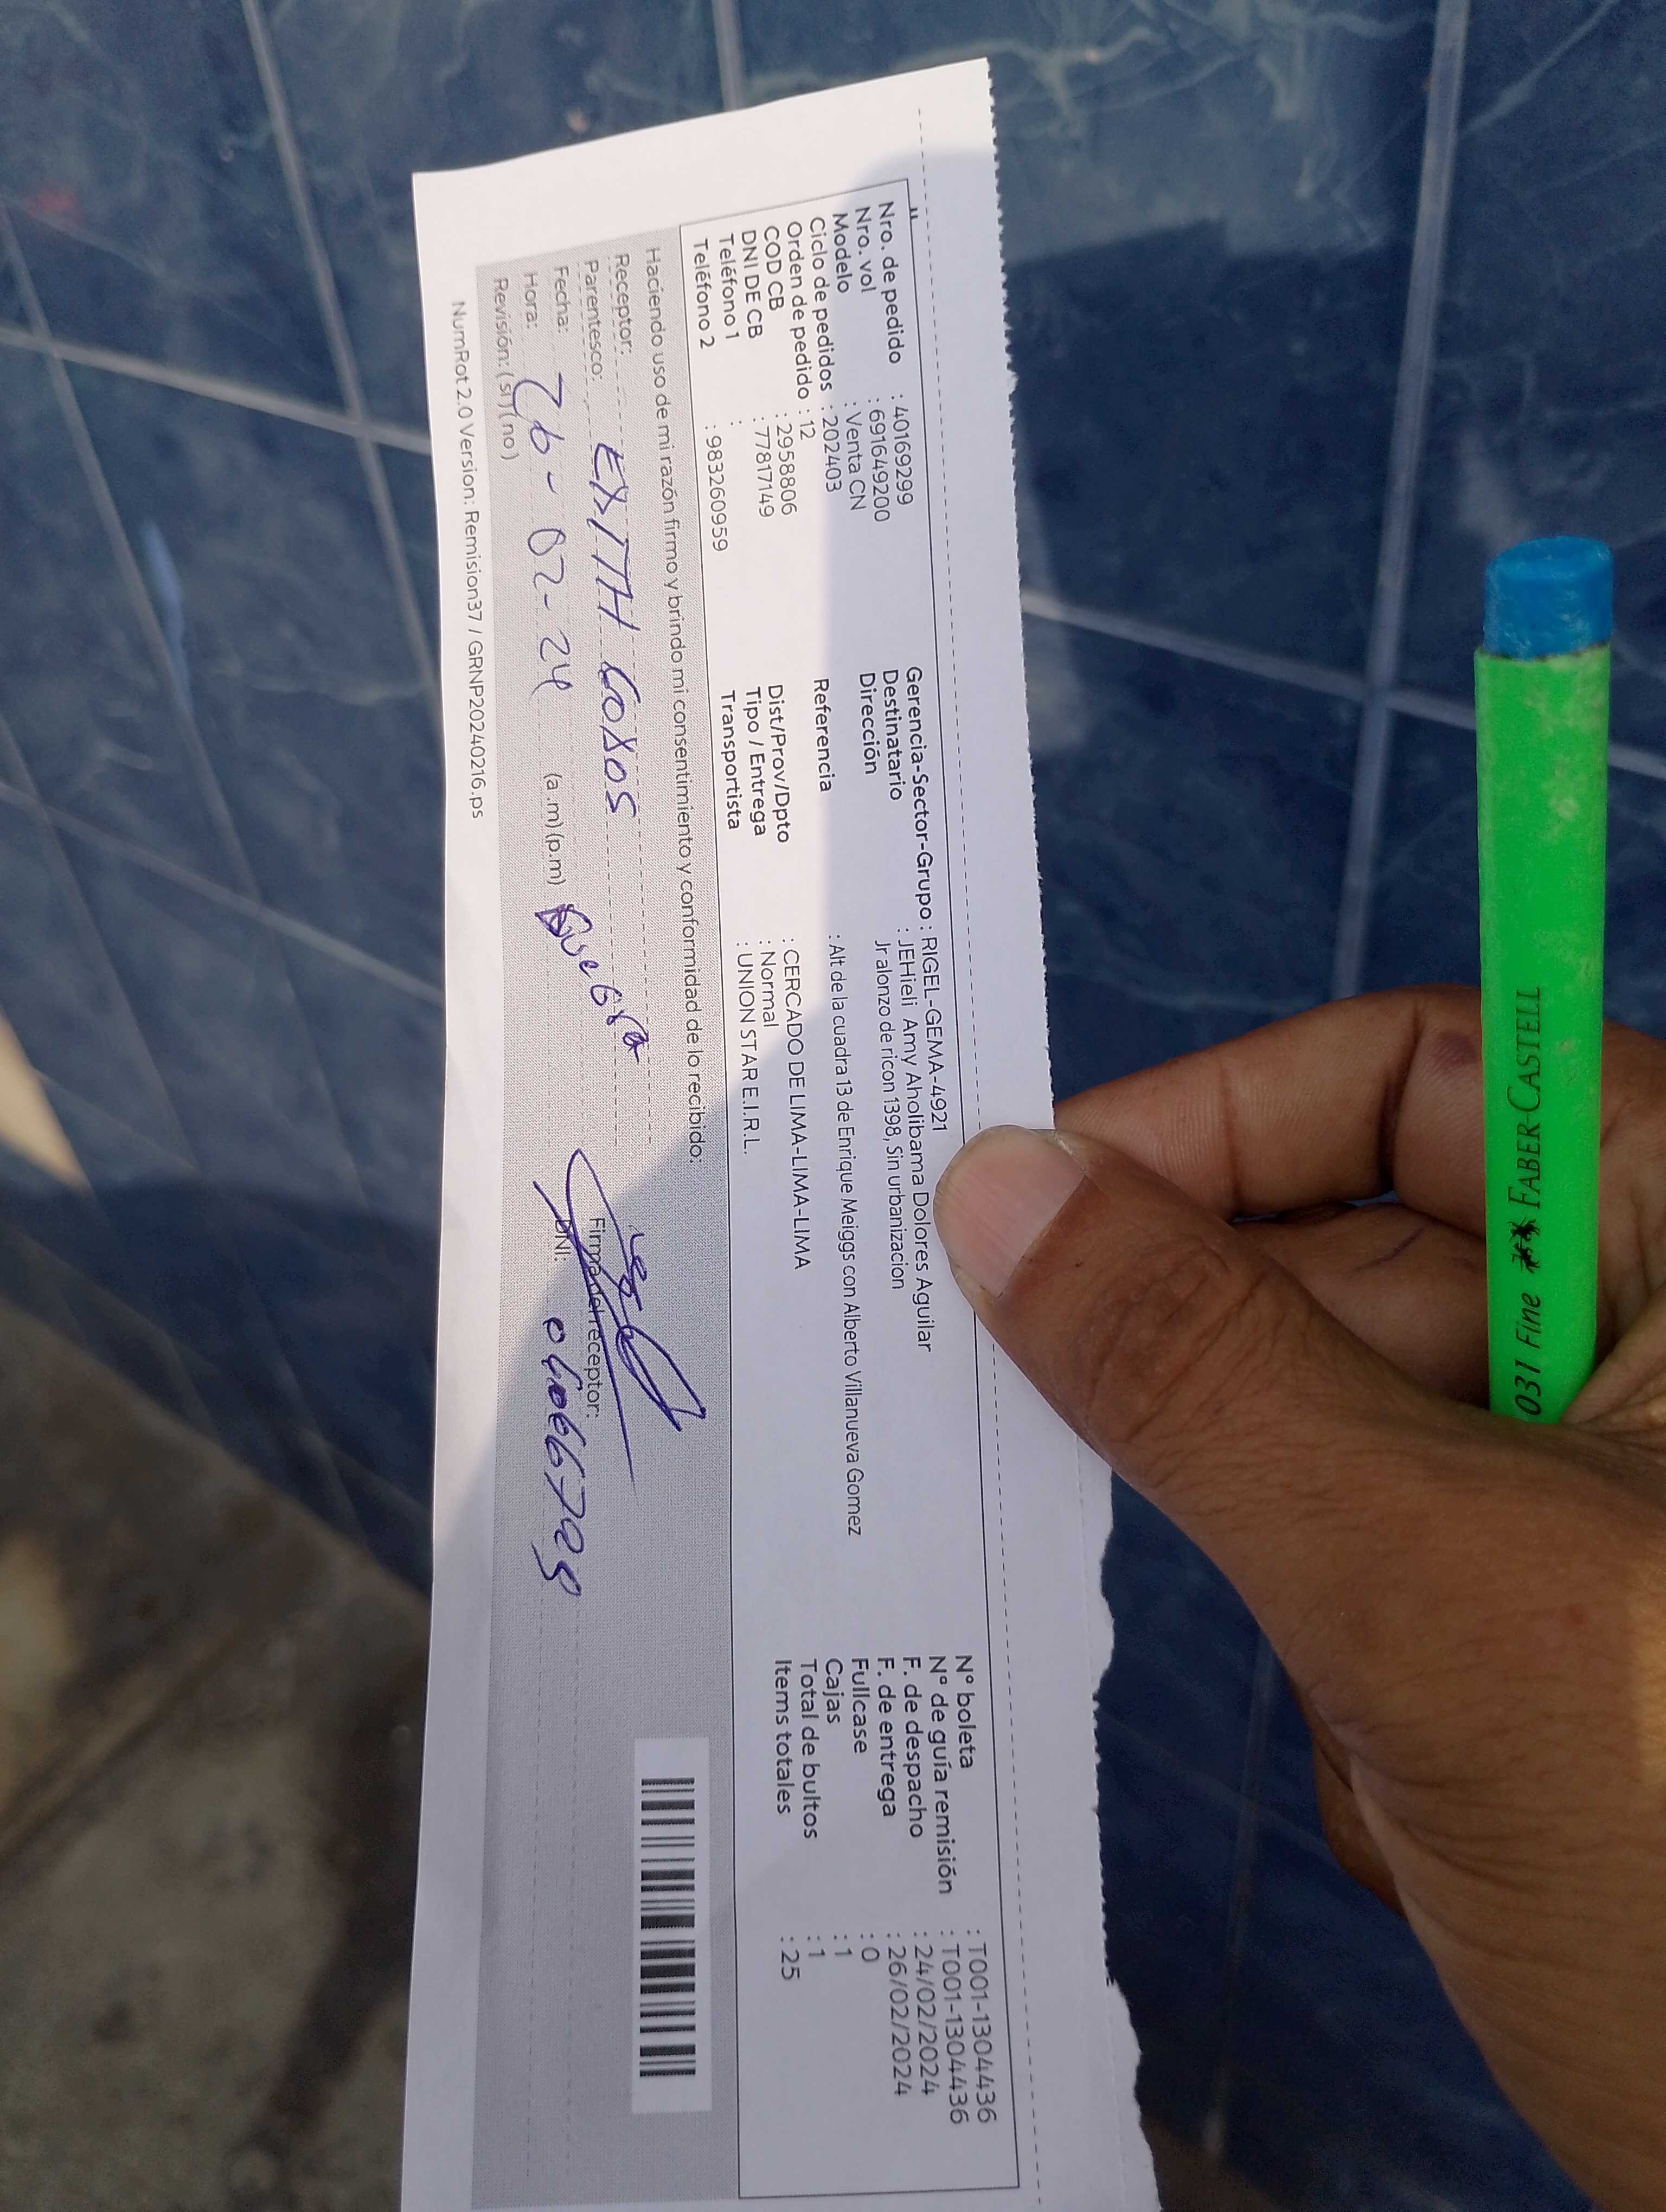 Nro. de pedido : 40169299
Nro. vol : 691649200
Modelo : Venta CN
Ciclo de pedidos : 202403
Orden de pedido : 12
COD CB : 2958806
DNI DE CB : 77817149
Teléfono 1 :
Teléfono 2 : 983260959
Gerencia-Sector-Grupo : RIGEL-GEMA-4921
Destinatario : JEHieli Amy Aholibama Dolores Aguilar
Dirección Jr alonzo de ricon 1398, Sin urbanizacion
Referencia : Alt de la cuadra 13 de Enrique Meiggs con Alberto Villanueva Gomez
Dist/Prov/Dpto : CERCADO DE LIMA-LIMA-LIMA
Tipo / Entrega : Normal
Transportista : UNION STAR E.I.R.L.
N° boleta : T001-1304436
N° de guía remisión : T001-1304436
F. de despacho : 24/02/2024
F. de entrega : 26/02/2024
Fullcase : 0
Cajas : 1
Total de bultos : 1
Items totales : 25
Haciendo uso de mi razón firmo y brindo mi consentimiento y conformidad de lo recibido:
Receptor:
Parentesco:
Fecha: 26-02-24
Hora: (a.m) (p.m)
Revisión: ( si ) ( no )
Firma del receptor:
DNI:
NumRot 2.0 Version: Remision37 / GRNP20240216.ps
FABER-CASTELL Fine 030